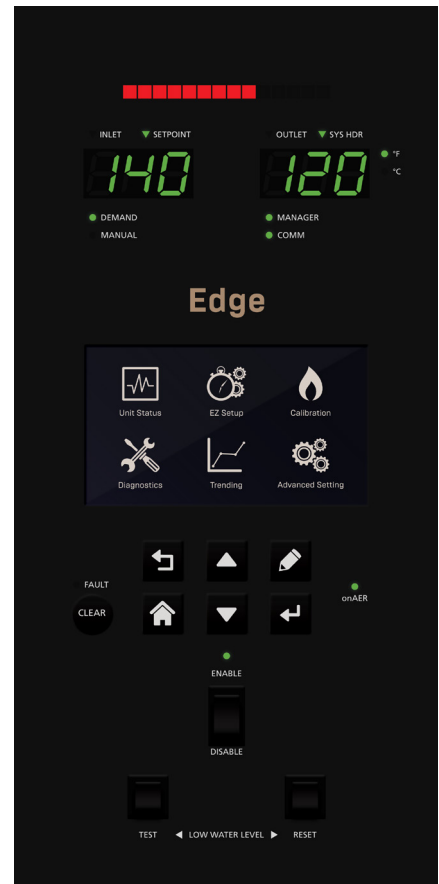 INLET ▼ SETPOINT OUTLET ▼ SYS HDR
140 120 °F
°C
DEMAND MANAGER
MANUAL COMM
Edge
Unit Status EZ Setup Calibration
Diagnostics Trending Advanced Setting
FAULT
CLEAR
onAER
ENABLE
DISABLE
TEST ◀ LOW WATER LEVEL ▶ RESET